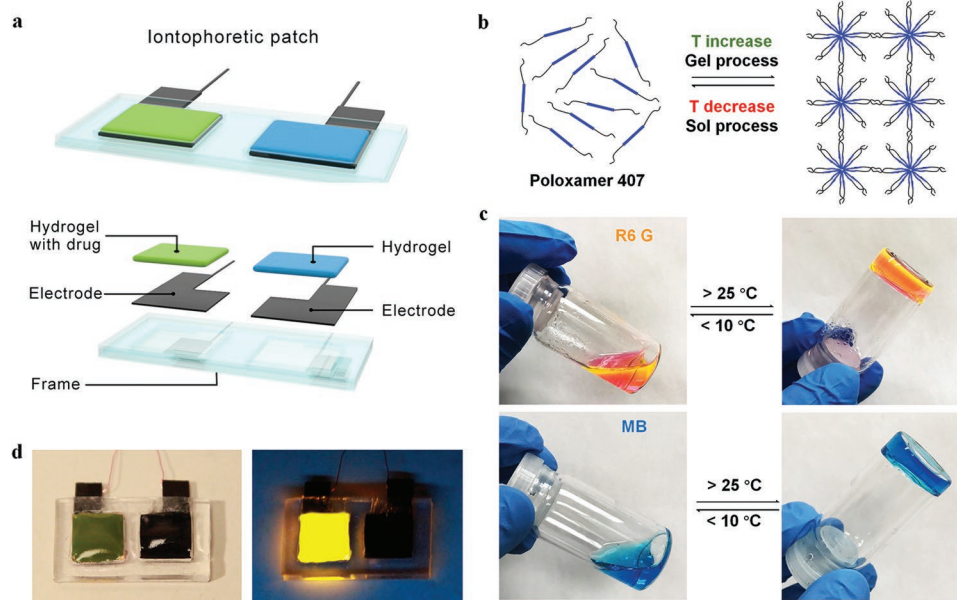 a
Iontophoretic patch
Hydrogel
with drug
Hydrogel
Electrode
Electrode
Frame
b
T increase
Gel process
T decrease
Sol process
Poloxamer 407
c
R6 G
> 25 °C
< 10 °C
MB
> 25 °C
< 10 °C
d